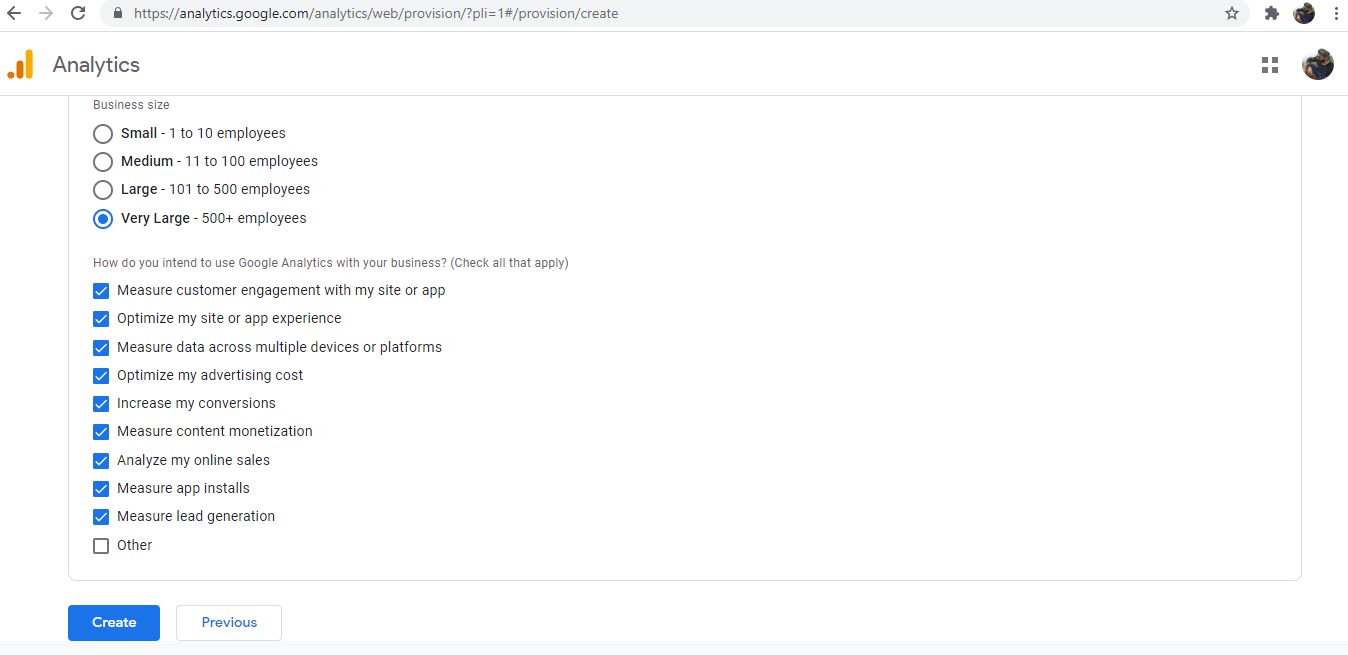 https://analytics.google.com/analytics/web/provision/?pli=1#/provision/create
Analytics
Business size
Small - 1 to 10 employees
Medium - 11 to 100 employees
Large - 101 to 500 employees
Very Large - 500+ employees
How do you intend to use Google Analytics with your business? (Check all that apply)
Measure customer engagement with my site or app
Optimize my site or app experience
Measure data across multiple devices or platforms
Optimize my advertising cost
Increase my conversions
Measure content monetization
Analyze my online sales
Measure app installs
Measure lead generation
Other
Create Previous